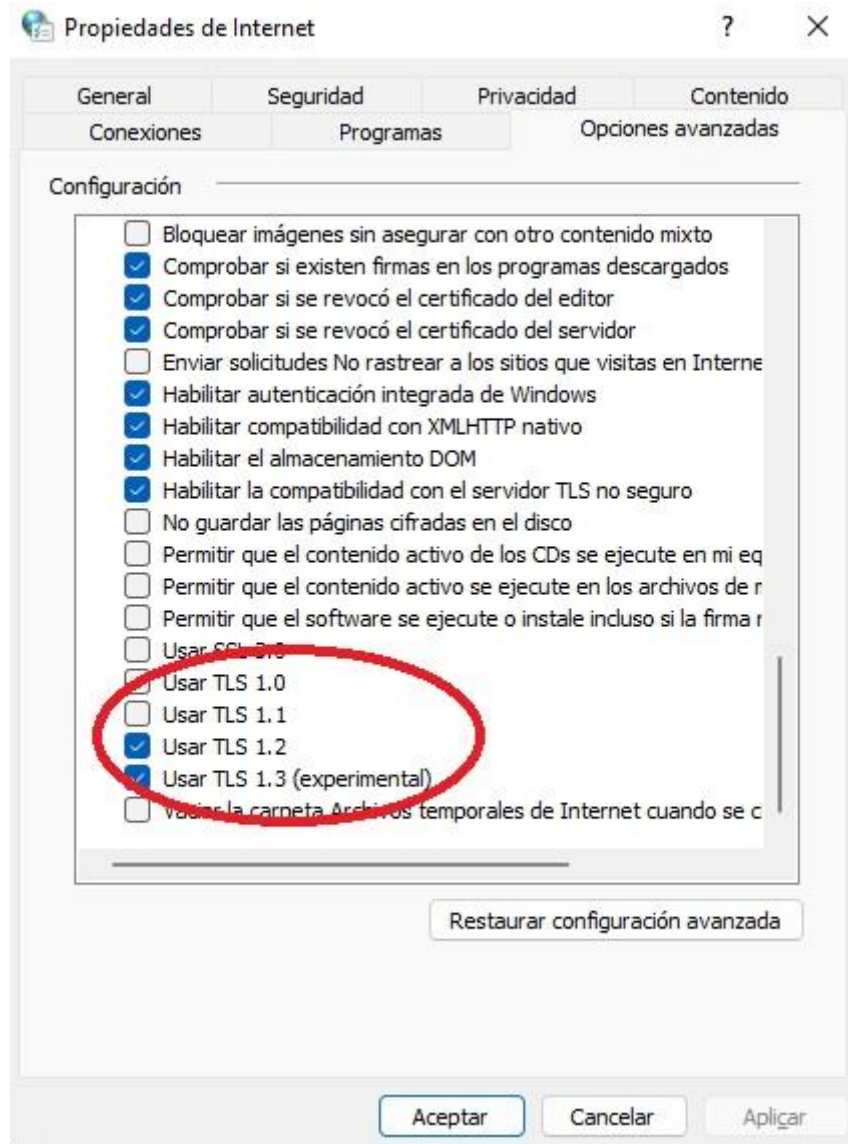 Propiedades de Internet
?
General
Seguridad
Privacidad
Contenido
Conexiones
Programas
Opciones avanzadas
Configuración
Bloquear imágenes sin asegurar con otro contenido mixto
Comprobar si existen firmas en los programas descargados
Comprobar si se revocó el certificado del editor
Comprobar si se revocó el certificado del servidor
Enviar solicitudes No rastrear a los sitios que visitas en Interne
Habilitar autenticación integrada de Windows
Habilitar compatibilidad con XMLHTTP nativo
Habilitar el almacenamiento DOM
Habilitar la compatibilidad con el servidor TLS no seguro
No guardar las páginas cifradas en el disco
Permitir que el contenido activo de los CDs se ejecute en mi eq
Permitir que el contenido activo se ejecute en los archivos de m
Permitir que el software se ejecute o instale incluso si la firma
Usar SSL 3.0
Usar TLS 1.0
Usar TLS 1.1
Usar TLS 1.2
Usar TLS 1.3 (experimental)
Vaciar la carpeta Archivos temporales de Internet cuando se c
Restaurar configuración avanzada
Aceptar
Cancelar
Aplicar